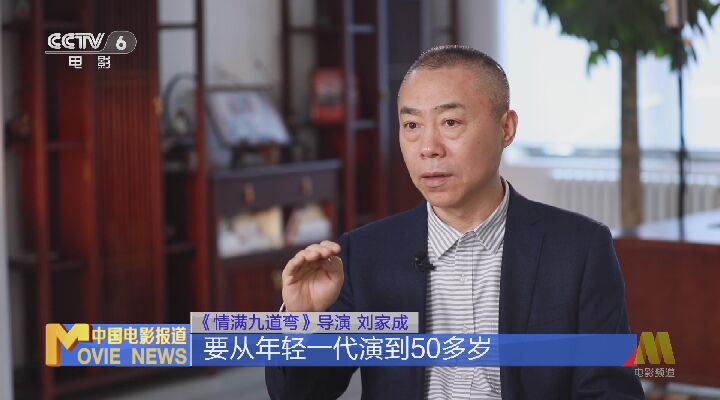 CCTV 6
电影
《情满九道弯》导演 刘家成
中国电影报道
MOVIE NEWS
要从年轻一代演到50多岁
电影频道